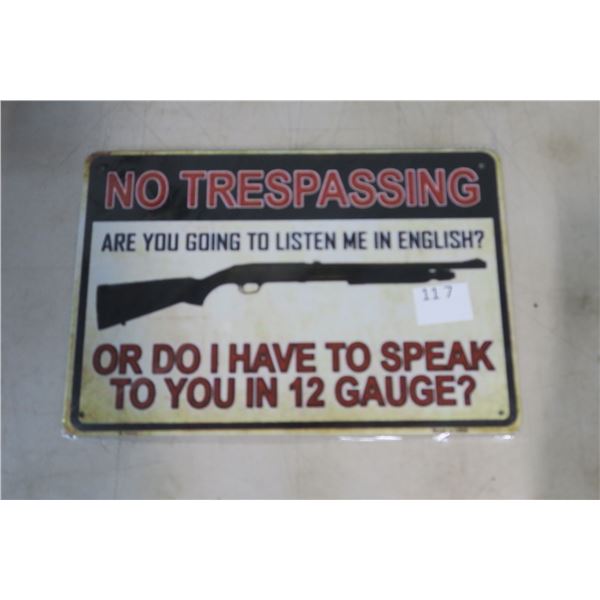 NO TRESPASSING
ARE YOU GOING TO LISTEN ME IN ENGLISH?
117
OR DO I HAVE TO SPEAK
TO YOU IN 12 GAUGE?